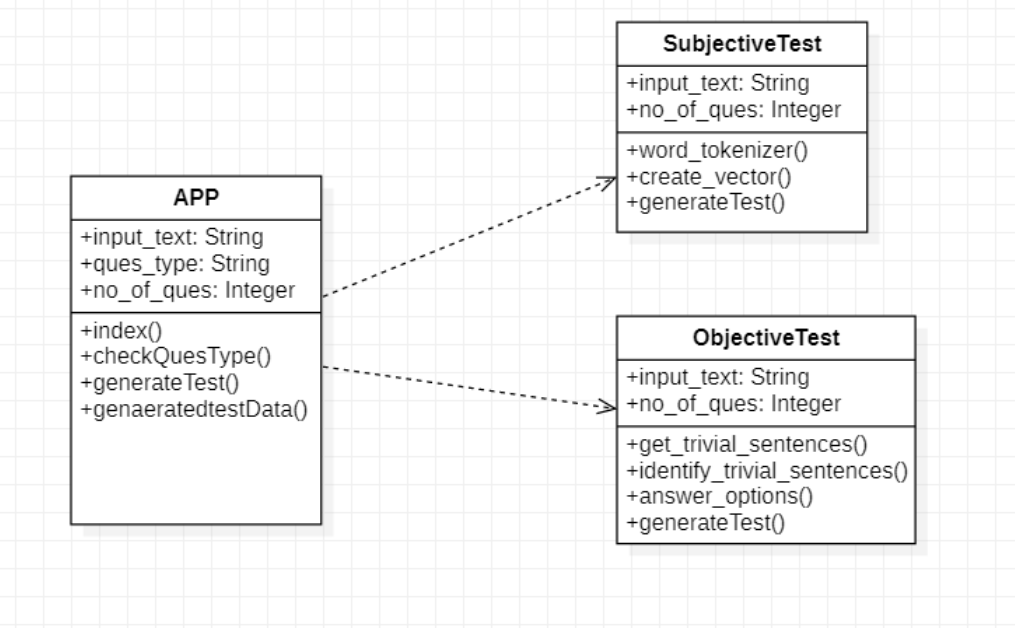 SubjectiveTest
+input_text: String
+no_of_ques: Integer
+word_tokenizer()
+create_vector()
+generateTest()
APP
+input_text: String
+ques_type: String
+no_of_ques: Integer
+index()
+checkQuesType()
+generateTest()
+genaeratedtestData()
ObjectiveTest
+input_text: String
+no_of_ques: Integer
+get_trivial_sentences()
+identify_trivial_sentences()
+answer_options()
+generateTest()